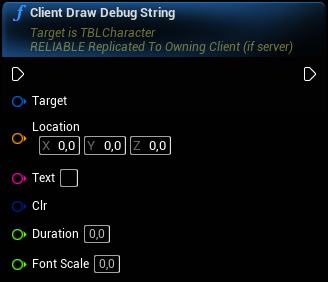 f Client Draw Debug String
Target is TBLCharacter
RELIABLE Replicated To Owning Client (if server)
Target
Location
X 0,0 Y 0,0 Z 0,0
Text
Clr
Duration 0,0
Font Scale 0,0